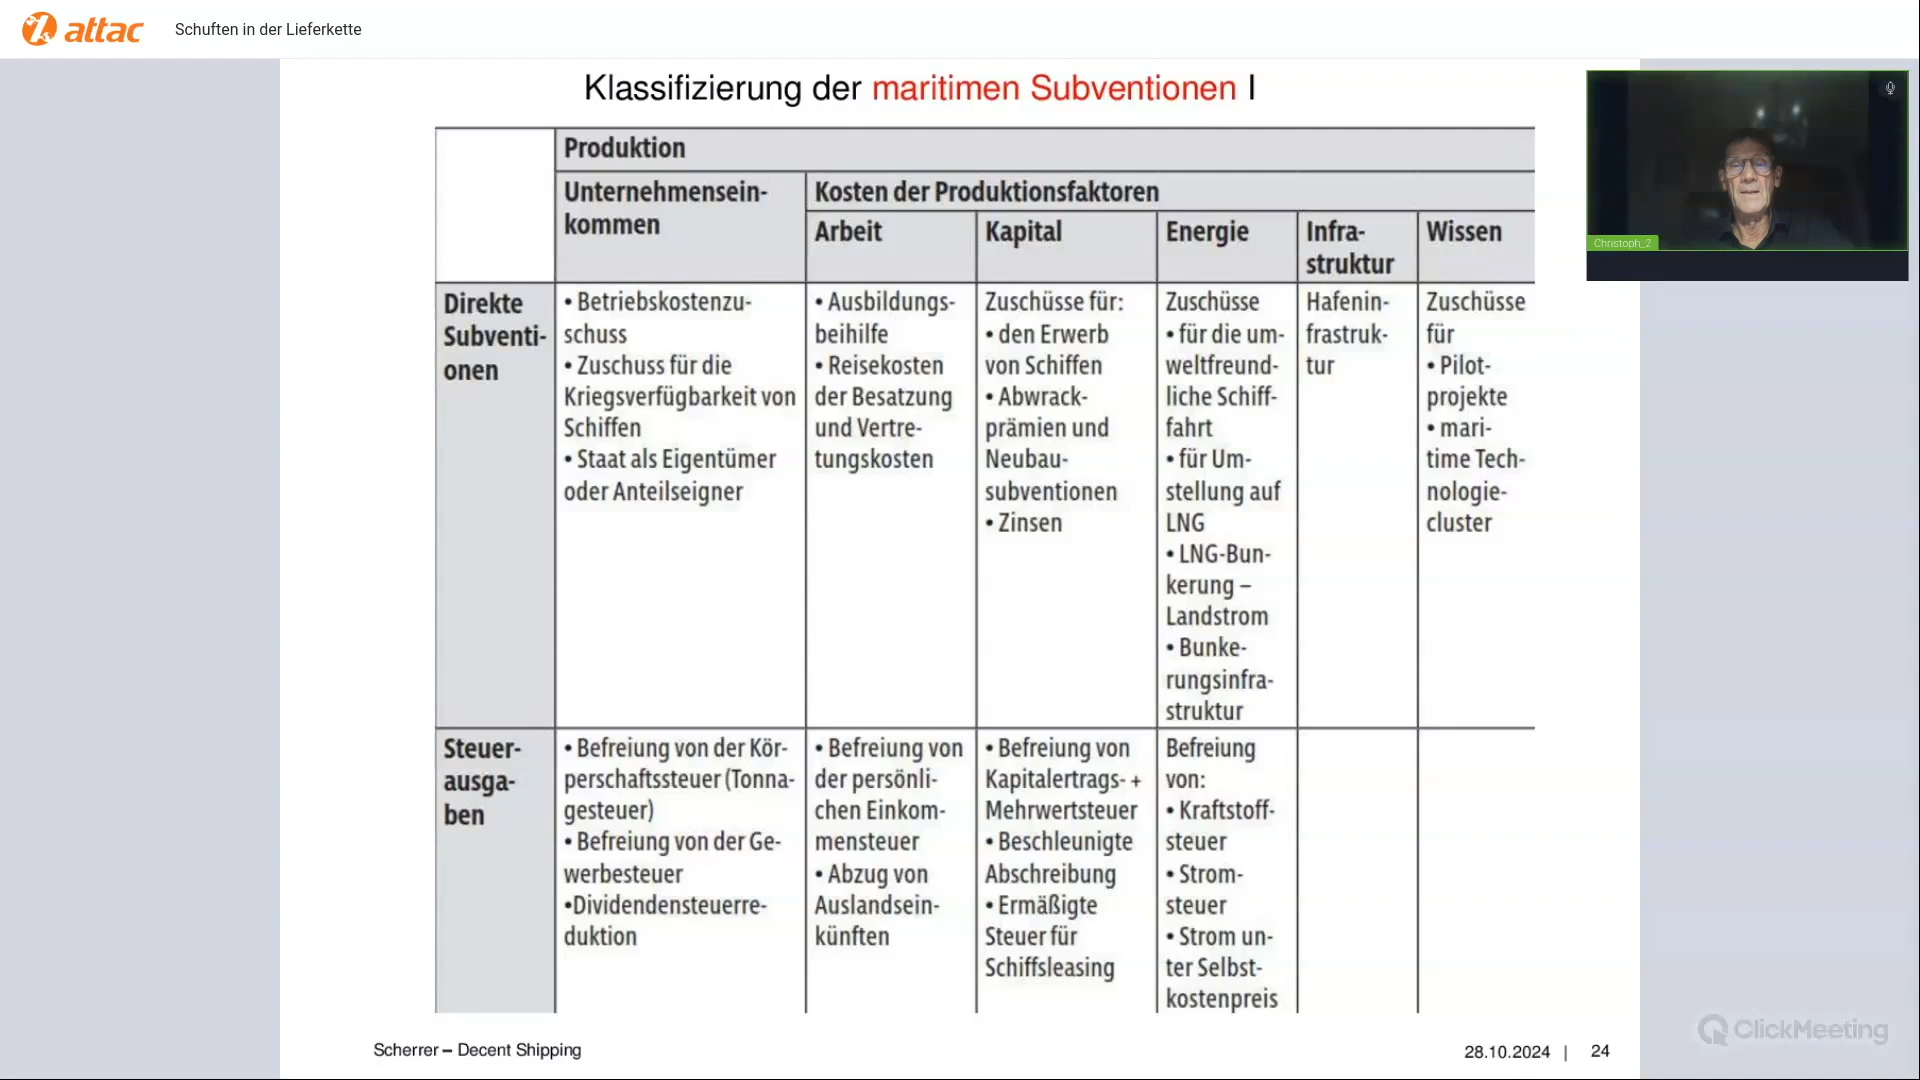 attac
Schuften in der Lieferkette
Klassifizierung der maritimen Subventionen I
Produktion
Unternehmensein-
kommen
Kosten der Produktionsfaktoren
Arbeit
Kapital
Energie
Infra-
struktur
Wissen
Direkte
Subventi-
onen
• Betriebskostenzu-
schuss
• Zuschuss für die
Kriegsverfügbarkeit von
Schiffen
• Staat als Eigentümer
oder Anteilseigner
• Ausbildungs-
beihilfe
• Reisekosten
der Besatzung
und Vertre-
tungskosten
Zuschüsse für:
• den Erwerb
von Schiffen
• Abwrack-
prämien und
Neubau-
subventionen
• Zinsen
Zuschüsse
• für die um-
weltfreund-
liche Schiff-
fahrt
• für Um-
stellung auf
LNG
• LNG-Bun-
kerung –
Landstrom
• Bunke-
rungsinfra-
struktur
Hafenin-
frastruk-
tur
Zuschüsse
für
• Pilot-
projekte
• mari-
time Tech-
nologie-
cluster
Steuer-
ausga-
ben
• Befreiung von der Kör-
perschaftssteuer (Tonna-
gesteuer)
• Befreiung von der Ge-
werbesteuer
•Dividendensteuerre-
duktion
• Befreiung von
der persönli-
chen Einkom-
mensteuer
• Abzug von
Auslandsein-
künften
• Befreiung von
Kapitalertrags- +
Mehrwertsteuer
• Beschleunigte
Abschreibung
• Ermäßigte
Steuer für
Schiffsleasing
Befreiung
von:
• Kraftstoff-
steuer
• Strom-
steuer
• Strom un-
ter Selbst-
kostenpreis
Christoph_2
Scherrer – Decent Shipping
28.10.2024 | 24
ClickMeeting